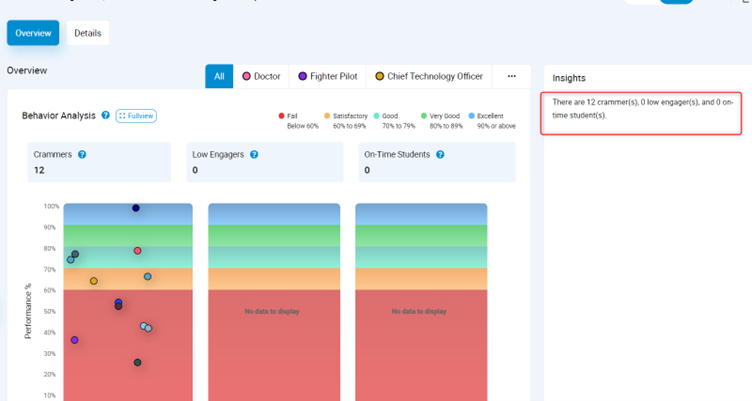 Overview Details
Overview
All Doctor Fighter Pilot Chief Technology Officer ...
Insights
There are 12 crammer(s), 0 low engager(s), and 0 on-
time student(s).
Behavior Analysis ? Fullview
Fail Satisfactory Good Very Good Excellent
Below 60% 60% to 69% 70% to 79% 80% to 89% 90% or above
Crammers ? Low Engagers ? On-Time Students ?
12 0 0
100%
90%
80%
70%
60%
50%
40%
30%
20%
10%
Performance %
No data to display No data to display